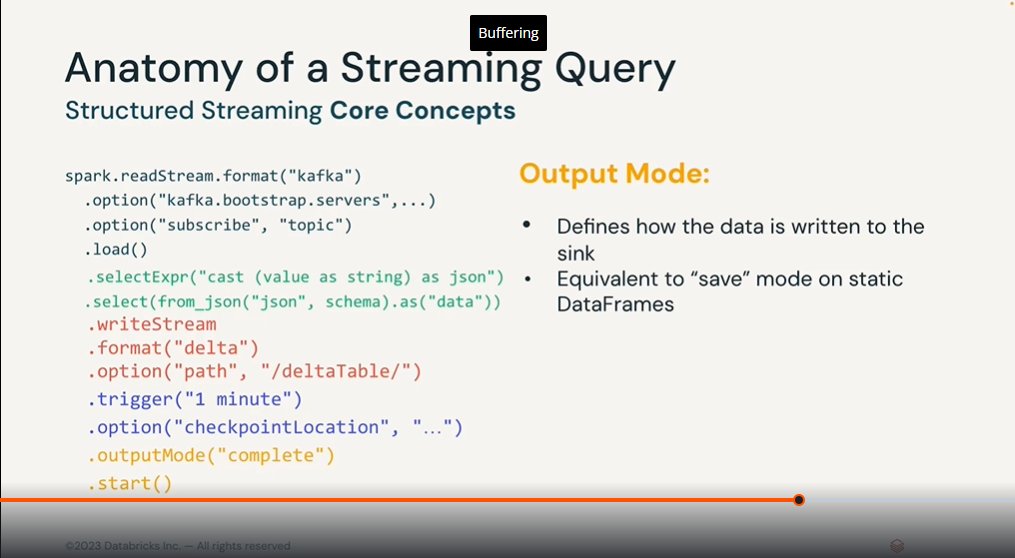 Buffering
Anatomy of a Streaming Query
Structured Streaming Core Concepts
spark.readStream.format("kafka")
.option("kafka.bootstrap.servers",...)
.option("subscribe", "topic")
.load()
.selectExpr("cast (value as string) as json")
.select(from_json("json", schema).as("data"))
.writeStream
.format("delta")
.option("path", "/deltaTable/")
.trigger("1 minute")
.option("checkpointLocation", "…")
.outputMode("complete")
.start()
Output Mode:
• Defines how the data is written to the
sink
• Equivalent to “save” mode on static
DataFrames
©2023 Databricks Inc. — All rights reserved